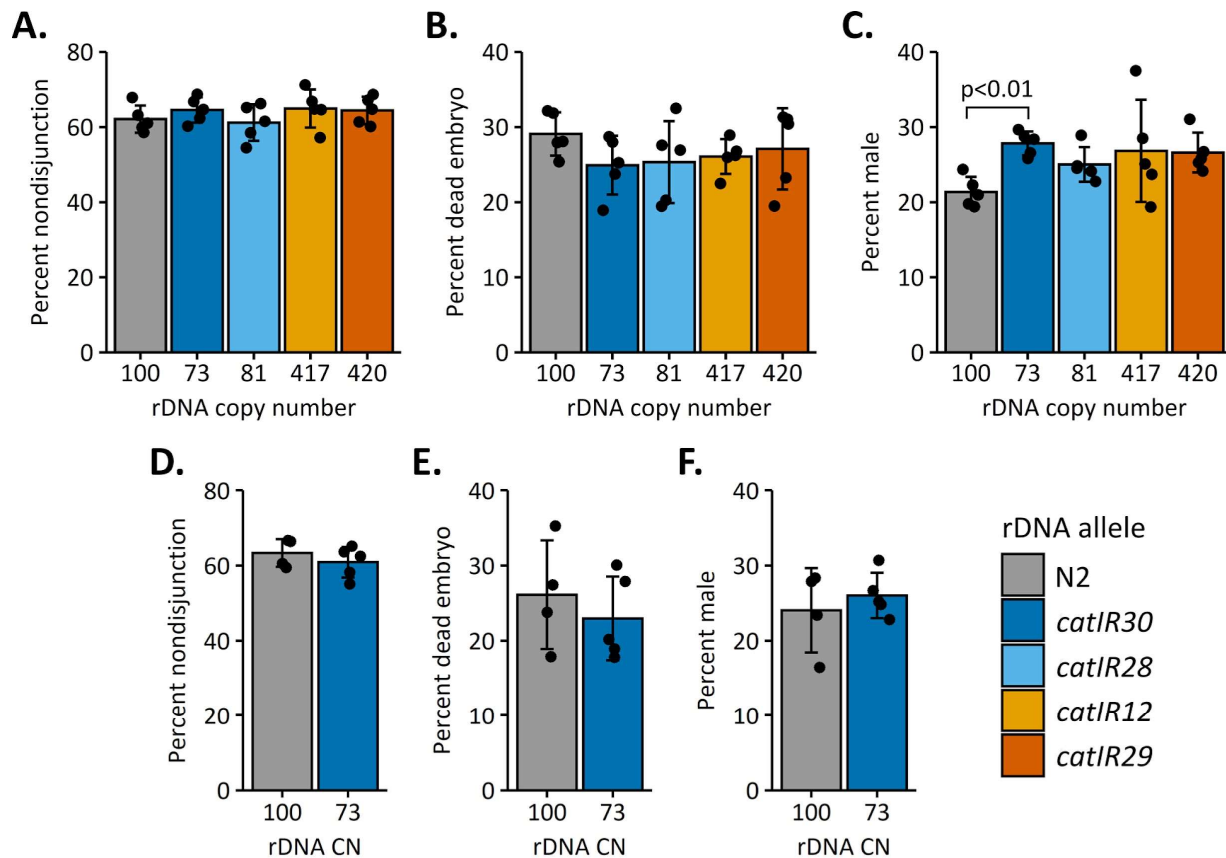 A.
B.
C.
80
60
40
20
0
Percent nondisjunction
100 73 81 417 420
rDNA copy number
40
30
20
10
0
Percent dead embryo
100 73 81 417 420
rDNA copy number
40
30
20
10
0
Percent male
p<0.01
100 73 81 417 420
rDNA copy number
D.
E.
F.
80
60
40
20
0
Percent nondisjunction
100 73
rDNA CN
40
30
20
10
0
Percent dead embryo
100 73
rDNA CN
40
30
20
10
0
Percent male
100 73
rDNA CN
rDNA allele
N2
catIR30
catIR28
catIR12
catIR29